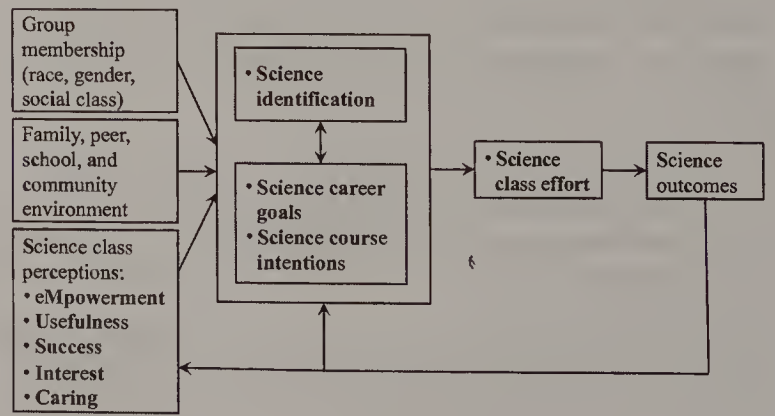 Group
membership
(race, gender,
social class)
Family, peer,
school, and
community
environment
Science class
perceptions:
• eMpowerment
• Usefulness
• Success
• Interest
• Caring
• Science
identification
• Science career
goals
• Science course
intentions
• Science
class effort
Science
outcomes